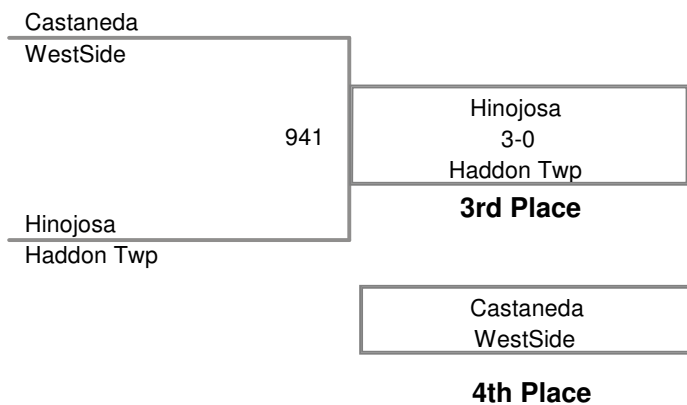 Castaneda
WestSide
941
Hinojosa
3-0
Haddon Twp
3rd Place
Hinojosa
Haddon Twp
Castaneda
WestSide
4th Place